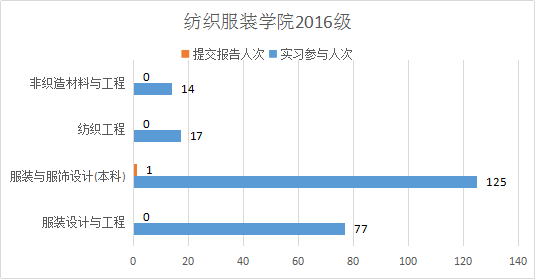 纺织服装学院2016级
提交报告人次 实习参与人次
非织造材料与工程 0 14
纺织工程 0 17
服装与服饰设计(本科) 1 125
服装设计与工程 0 77
0 20 40 60 80 100 120 140